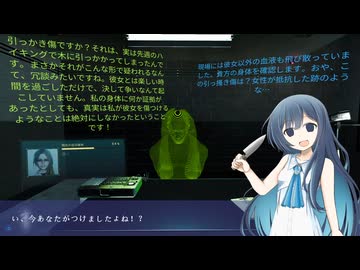 引っかき傷ですか？それは、実は先週のハ
イキングで木に引っかかってしまったんで
す。まさかそれがこんな形で疑われるなん
て、冗談みたいですね。彼女とは楽しい時
間を過ごしただけで、決して争いなんて起
こしていません。私の身体に何か証拠が
あったとしても、真実は私が彼女を傷つける
ようなことは絶対にしなかったということ
です！
現場には彼女以外の血液も飛び散っていま
した。貴方の身体を確認します。おや、こ
の引っ掻き傷は？女性が抵抗した跡のよう
な…
い、今あなたがつけましたよね！？